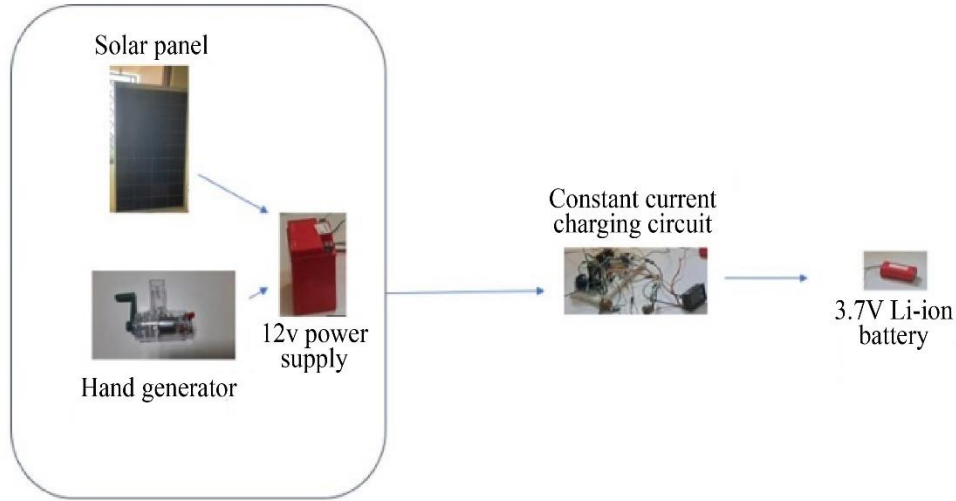 Solar panel
Hand generator
12v power
supply
Constant current
charging circuit
3.7V Li-ion
battery